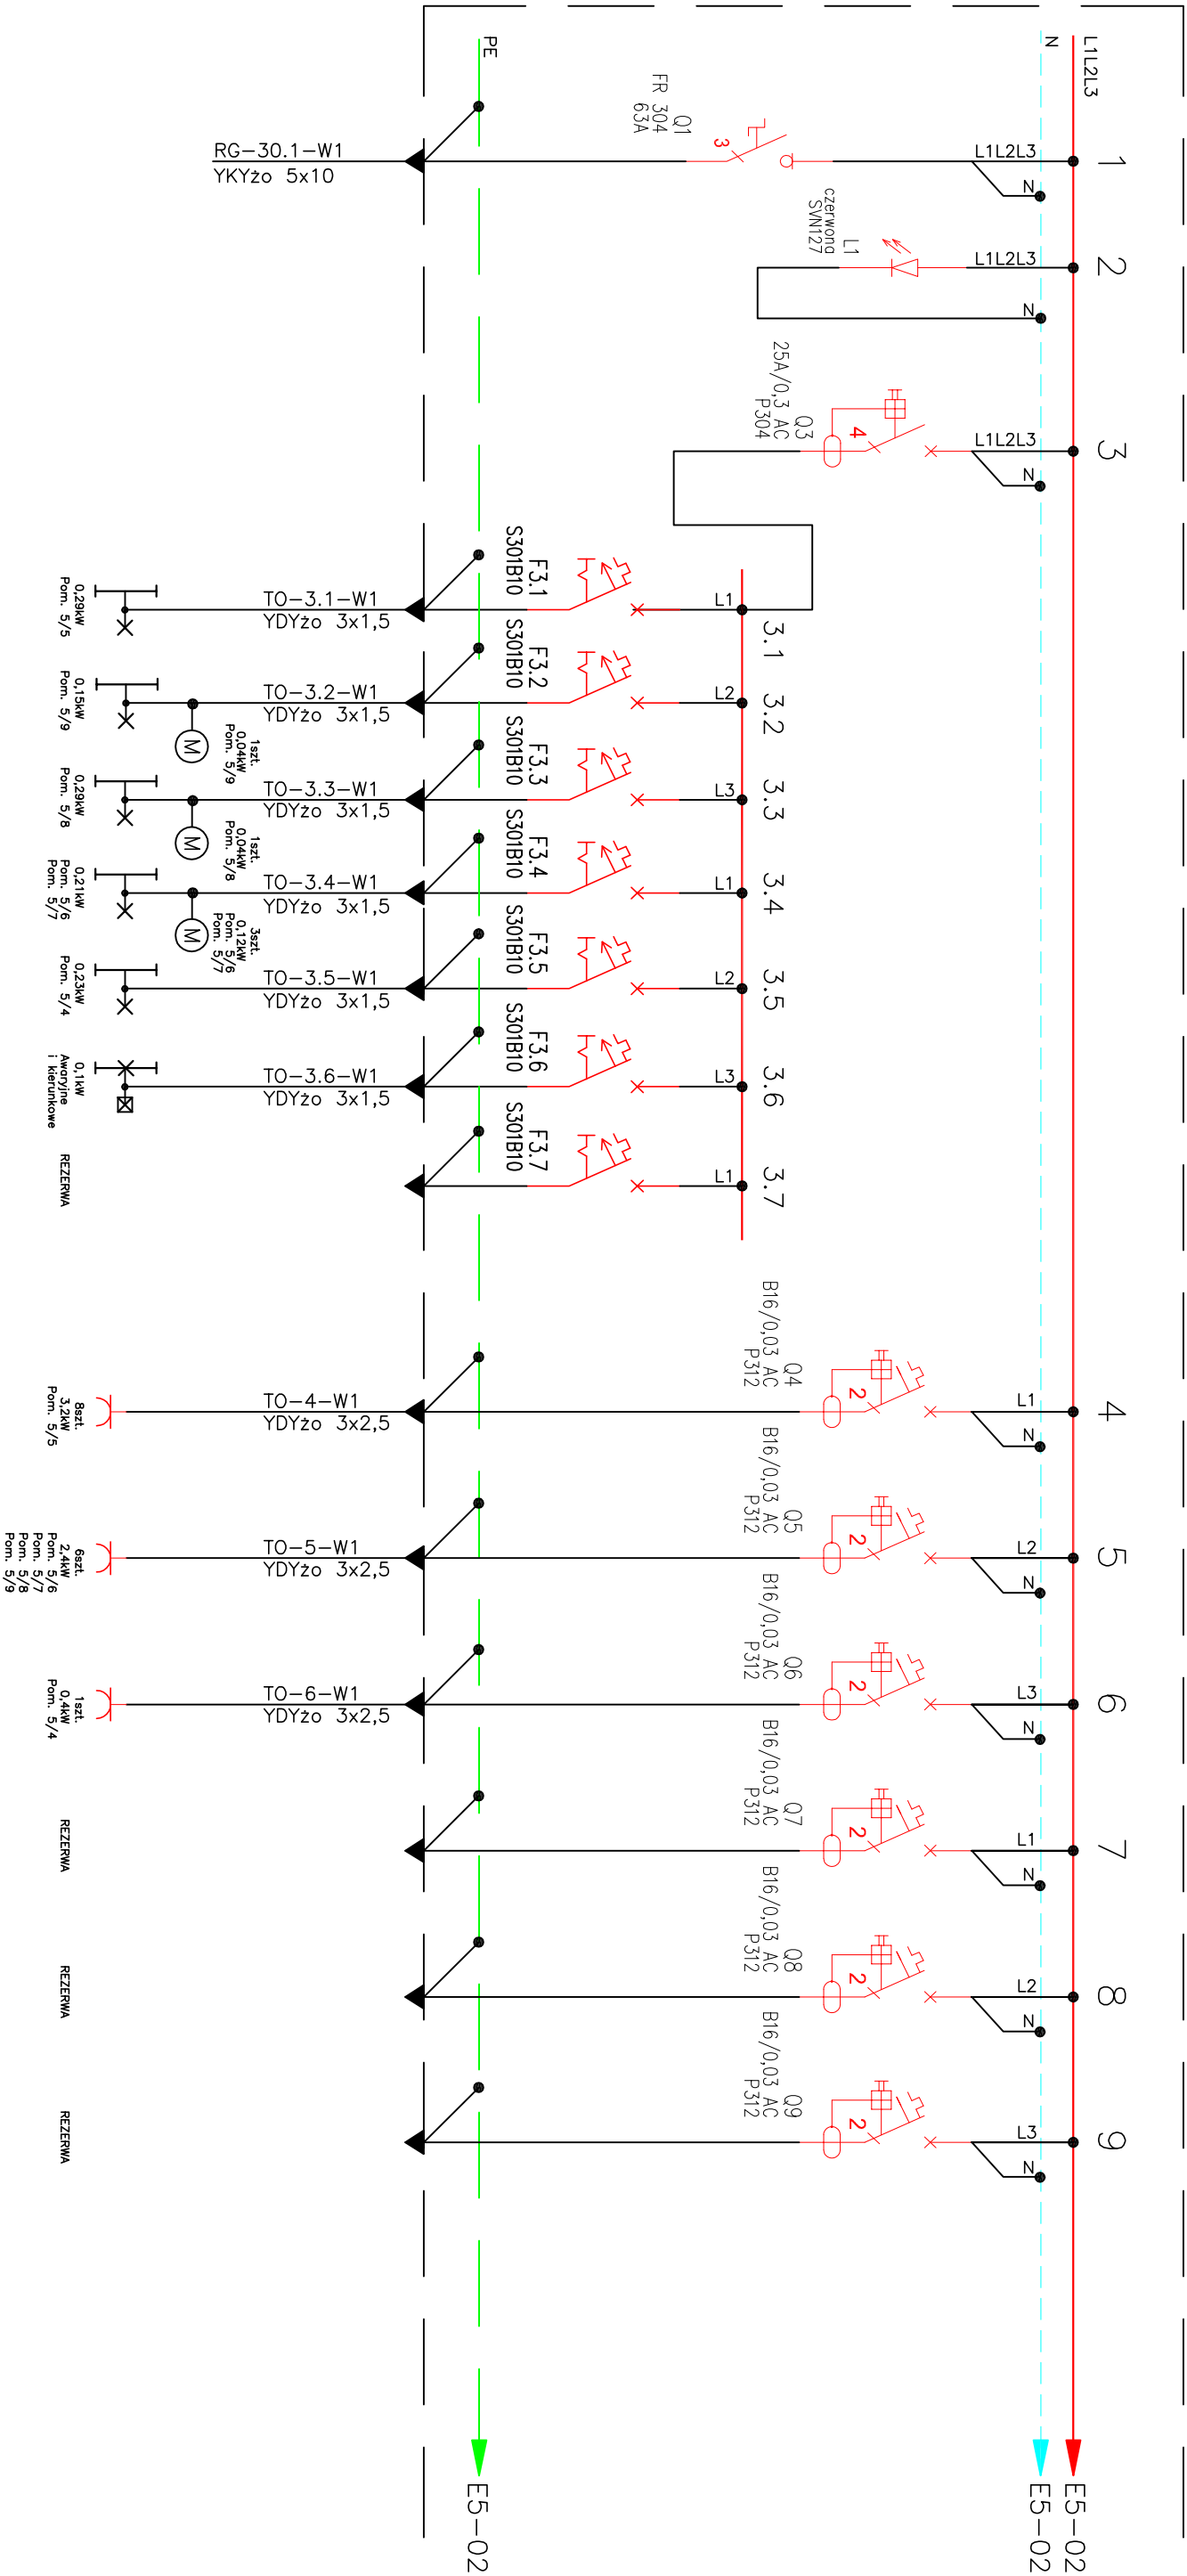 L1L2L3
N
PE
1
L1L2L3
N
Q1
FR 304
63A
3
RG-30.1-W1
YKYżo 5x10
2
L1L2L3
N
L1
czerwona
SVN127
3
L1L2L3
N
Q3
25A/0,3 AC
P304
4
3.1
L1
F3.1
S301B10
TO-3.1-W1
YDYżo 3x1,5
0,29kW
Pom. 5/5
3.2
L2
F3.2
S301B10
TO-3.2-W1
YDYżo 3x1,5
M
1szt.
0,04kW
Pom. 5/9
0,15kW
Pom. 5/9
3.3
L3
F3.3
S301B10
TO-3.3-W1
YDYżo 3x1,5
M
1szt.
0,04kW
Pom. 5/8
0,29kW
Pom. 5/8
3.4
L1
F3.4
S301B10
TO-3.4-W1
YDYżo 3x1,5
M
3szt.
0,12kW
Pom. 5/6
Pom. 5/7
0,21kW
Pom. 5/6
Pom. 5/7
3.5
L2
F3.5
S301B10
TO-3.5-W1
YDYżo 3x1,5
0,23kW
Pom. 5/4
3.6
L3
F3.6
S301B10
TO-3.6-W1
YDYżo 3x1,5
0,1kW
Awaryjne
i kierunkowe
3.7
L1
F3.7
S301B10
REZERWA
4
L1
N
Q4
B16/0,03 AC
P312
2
TO-4-W1
YDYżo 3x2,5
8szt.
3,2kW
Pom. 5/5
5
L2
N
Q5
B16/0,03 AC
P312
2
TO-5-W1
YDYżo 3x2,5
6szt.
2,4kW
Pom. 5/6
Pom. 5/7
Pom. 5/8
Pom. 5/9
6
L3
N
Q6
B16/0,03 AC
P312
2
TO-6-W1
YDYżo 3x2,5
1szt.
0,4kW
Pom. 5/4
7
L1
N
Q7
B16/0,03 AC
P312
2
REZERWA
8
L2
N
Q8
B16/0,03 AC
P312
2
REZERWA
9
L3
N
Q9
B16/0,03 AC
P312
2
REZERWA
E5-02
E5-02
E5-02